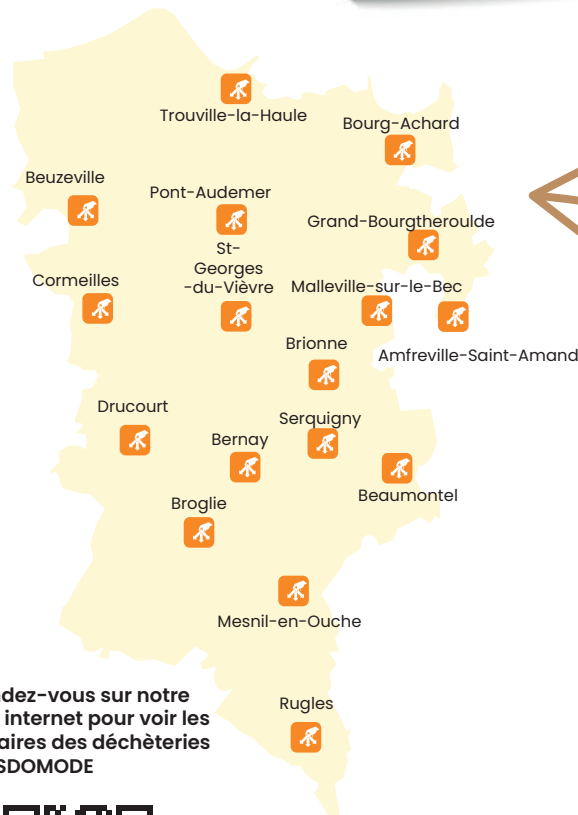 Trouville-la-Haule
Bourg-Achard
Beuzeville
Pont-Audemer
Grand-Bourgtheroulde
St-
Georges
-du-Vièvre
Cormeilles
Malleville-sur-le-Bec
Brionne
Amfreville-Saint-Amand
Drucourt
Serquigny
Bernay
Beaumontel
Broglie
Mesnil-en-Ouche
Rugles
dez-vous sur notre
internet pour voir les
aires des déchèteries
SDOMODE